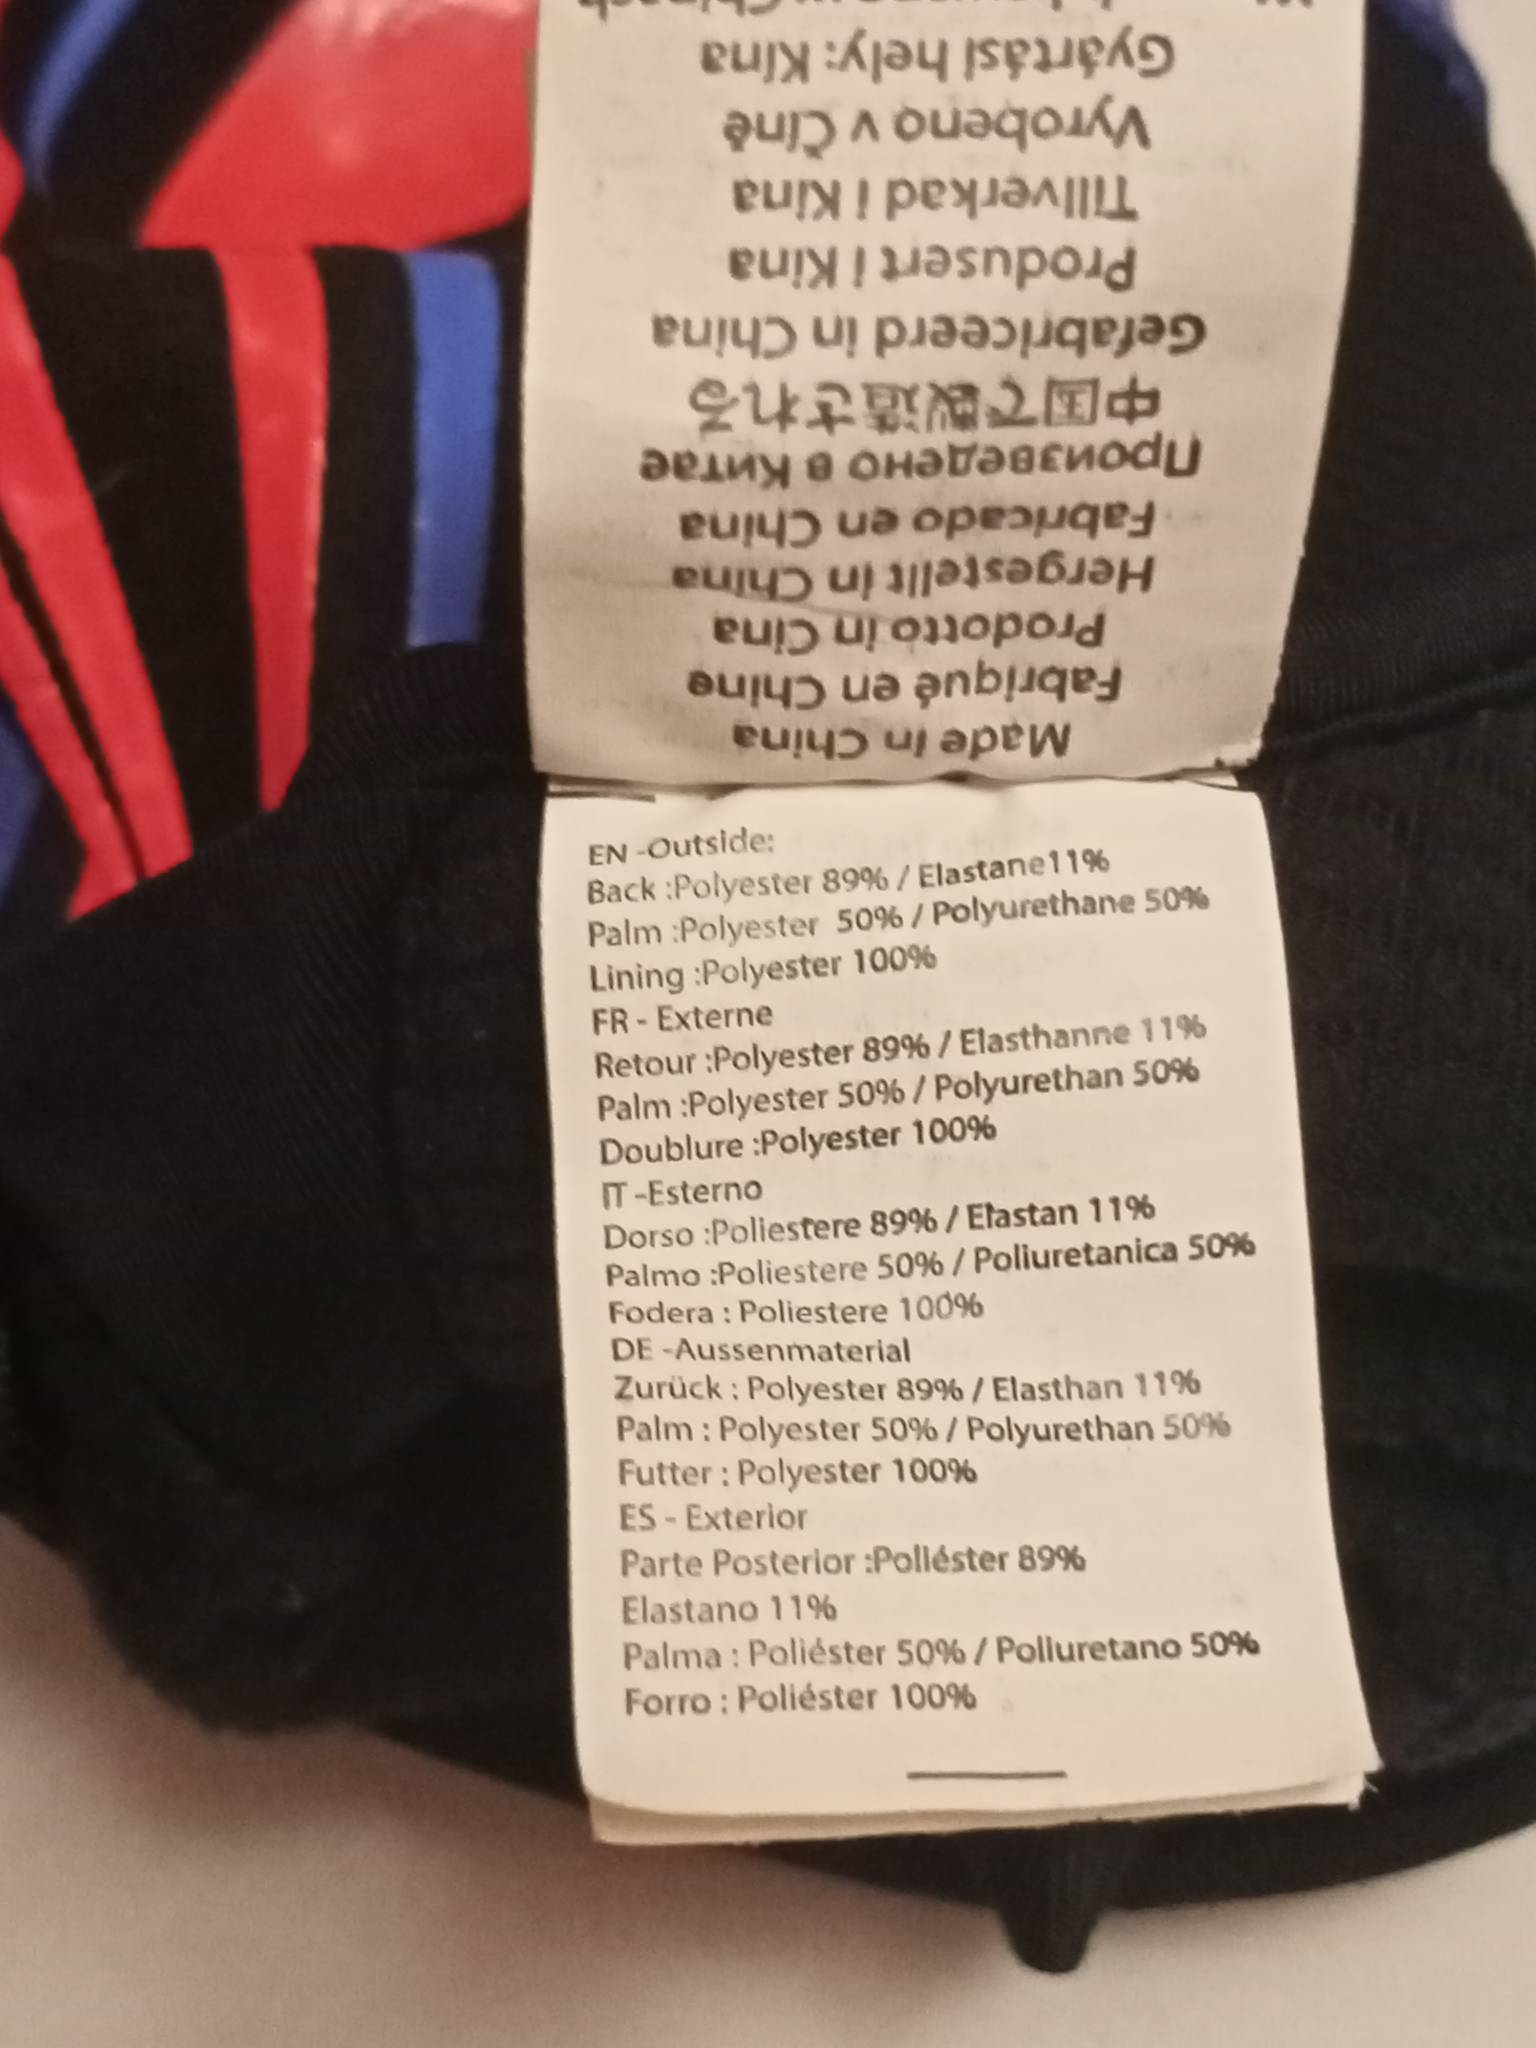 Made in China
Fabriqué en Chine
Prodotto in Cina
Hergestellt in China
Fabricado en China
Произведено в Китае
中国で製造される
Gefabriceerd in China
Produsert i Kina
Tillverkad i Kina
Vyrobeno v Číně
Gyártási hely: Kína
w Chinach
EN -Outside:
Back :Polyester 89% / Elastane11%
Palm :Polyester 50% / Polyurethane 50%
Lining :Polyester 100%
FR - Externe
Retour :Polyester 89% / Elasthanne 11%
Palm :Polyester 50% / Polyurethan 50%
Doublure :Polyester 100%
IT -Esterno
Dorso :Poliestere 89% / Elastan 11%
Palmo :Poliestere 50% / Poliuretanica 50%
Fodera : Poliestere 100%
DE -Aussenmaterial
Zurück : Polyester 89% / Elasthan 11%
Palm : Polyester 50% / Polyurethan 50%
Futter : Polyester 100%
ES - Exterior
Parte Posterior :Poliéster 89%
Elastano 11%
Palma : Poliéster 50% / Poliuretano 50%
Forro : Poliéster 100%